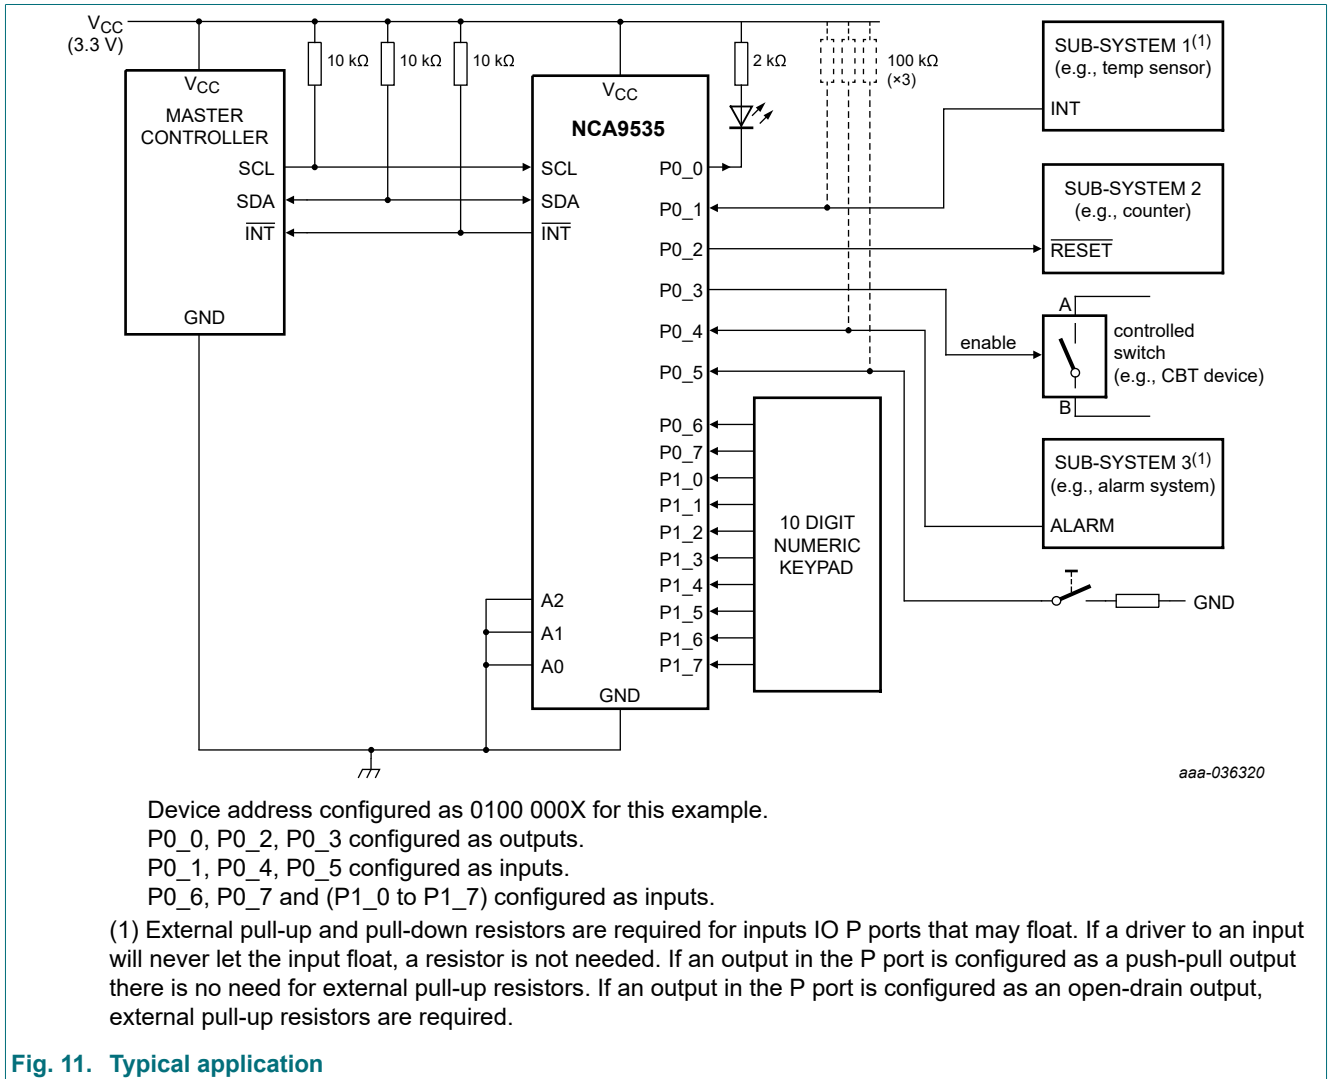 VCC
(3.3 V)
10 kΩ
10 kΩ
10 kΩ
2 kΩ
100 kΩ
(×3)
VCC
MASTER
CONTROLLER
SCL
SDA
INT
GND
VCC
NCA9535
SCL
SDA
INT
A2
A1
A0
GND
P0_0
P0_1
P0_2
P0_3
P0_4
P0_5
P0_6
P0_7
P1_0
P1_1
P1_2
P1_3
P1_4
P1_5
P1_6
P1_7
10 DIGIT
NUMERIC
KEYPAD
SUB-SYSTEM 1(1)
(e.g., temp sensor)
INT
SUB-SYSTEM 2
(e.g., counter)
RESET
A
enable
controlled
switch
(e.g., CBT device)
B
SUB-SYSTEM 3(1)
(e.g., alarm system)
ALARM
GND
aaa-036320
Device address configured as 0100 000X for this example.
P0_0, P0_2, P0_3 configured as outputs.
P0_1, P0_4, P0_5 configured as inputs.
P0_6, P0_7 and (P1_0 to P1_7) configured as inputs.
(1) External pull-up and pull-down resistors are required for inputs IO P ports that may float. If a driver to an input
will never let the input float, a resistor is not needed. If an output in the P port is configured as a push-pull output
there is no need for external pull-up resistors. If an output in the P port is configured as an open-drain output,
external pull-up resistors are required.
Fig. 11. Typical application